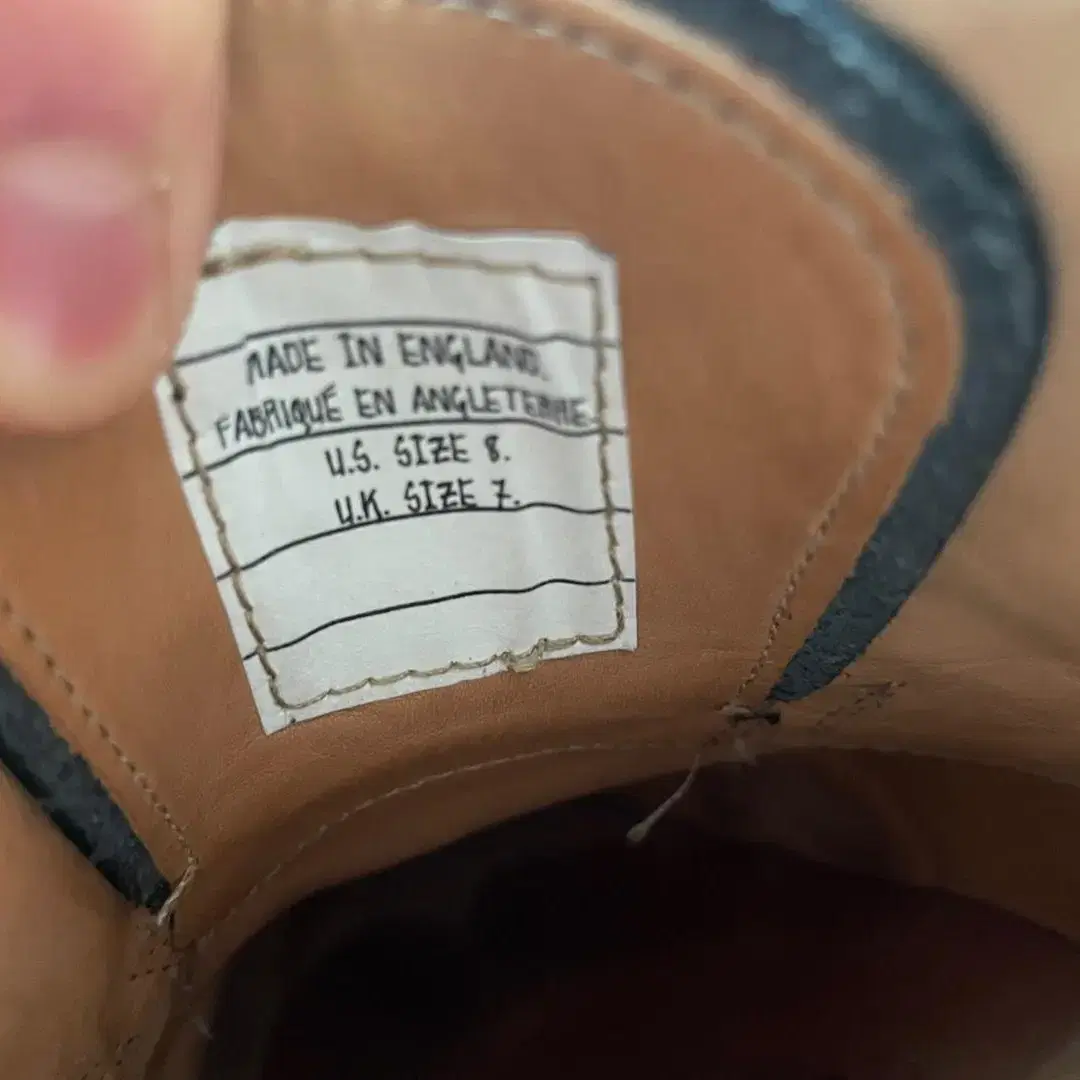 MADE IN ENGLAND.
FABRIQUÉ EN ANGLETERRE.
U.S. SIZE 8.
U.K. SIZE 7.